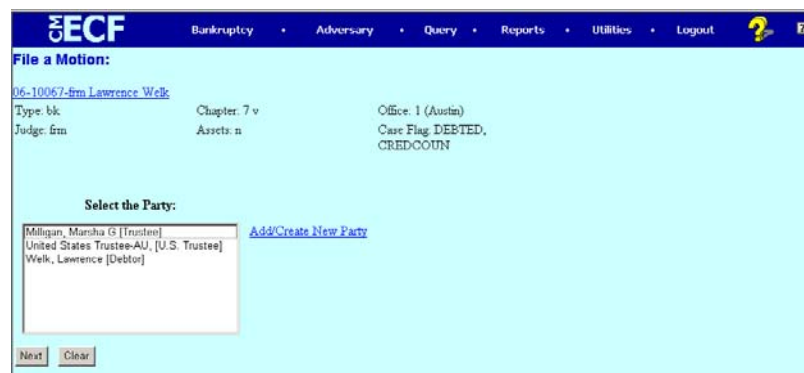 CM ECF Bankruptcy • Adversary • Query • Reports • Utilities • Logout ?
File a Motion:
06-10067-frm Lawrence Welk
Type: bk Chapter: 7 v Office: 1 (Austin)
Judge: frm Assets: n Case Flag: DEBTED,
CREDCOUN
Select the Party:
Milligan, Marsha G [Trustee] Add/Create New Party
United States Trustee-AU, [U.S. Trustee]
Welk, Lawrence [Debtor]
Next Clear